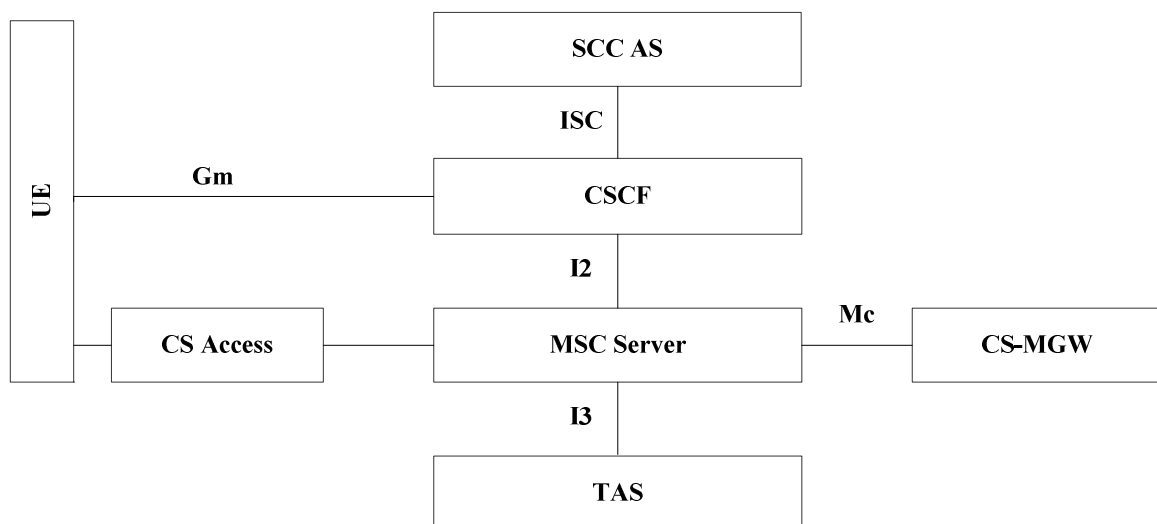 SCC AS
ISC
UE
Gm
CSCF
I2
CS Access
MSC Server
Mc
CS-MGW
I3
TAS